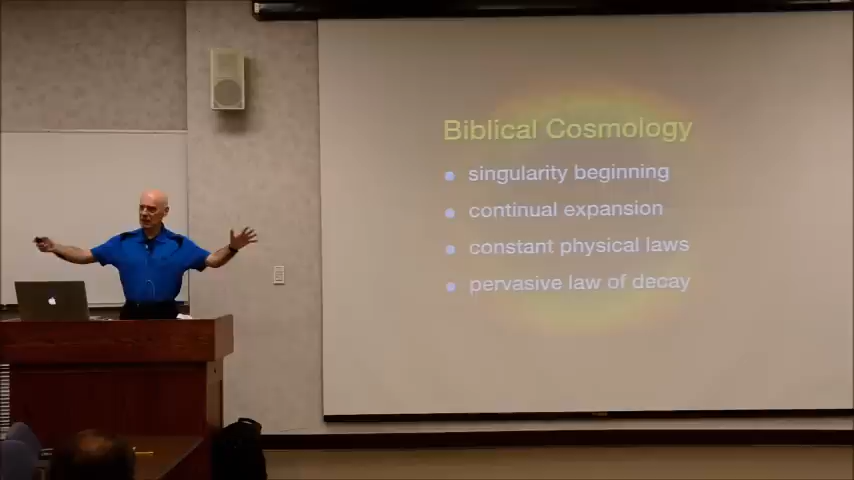 Biblical Cosmology
singularity beginning
continual expansion
constant physical laws
pervasive law of decay